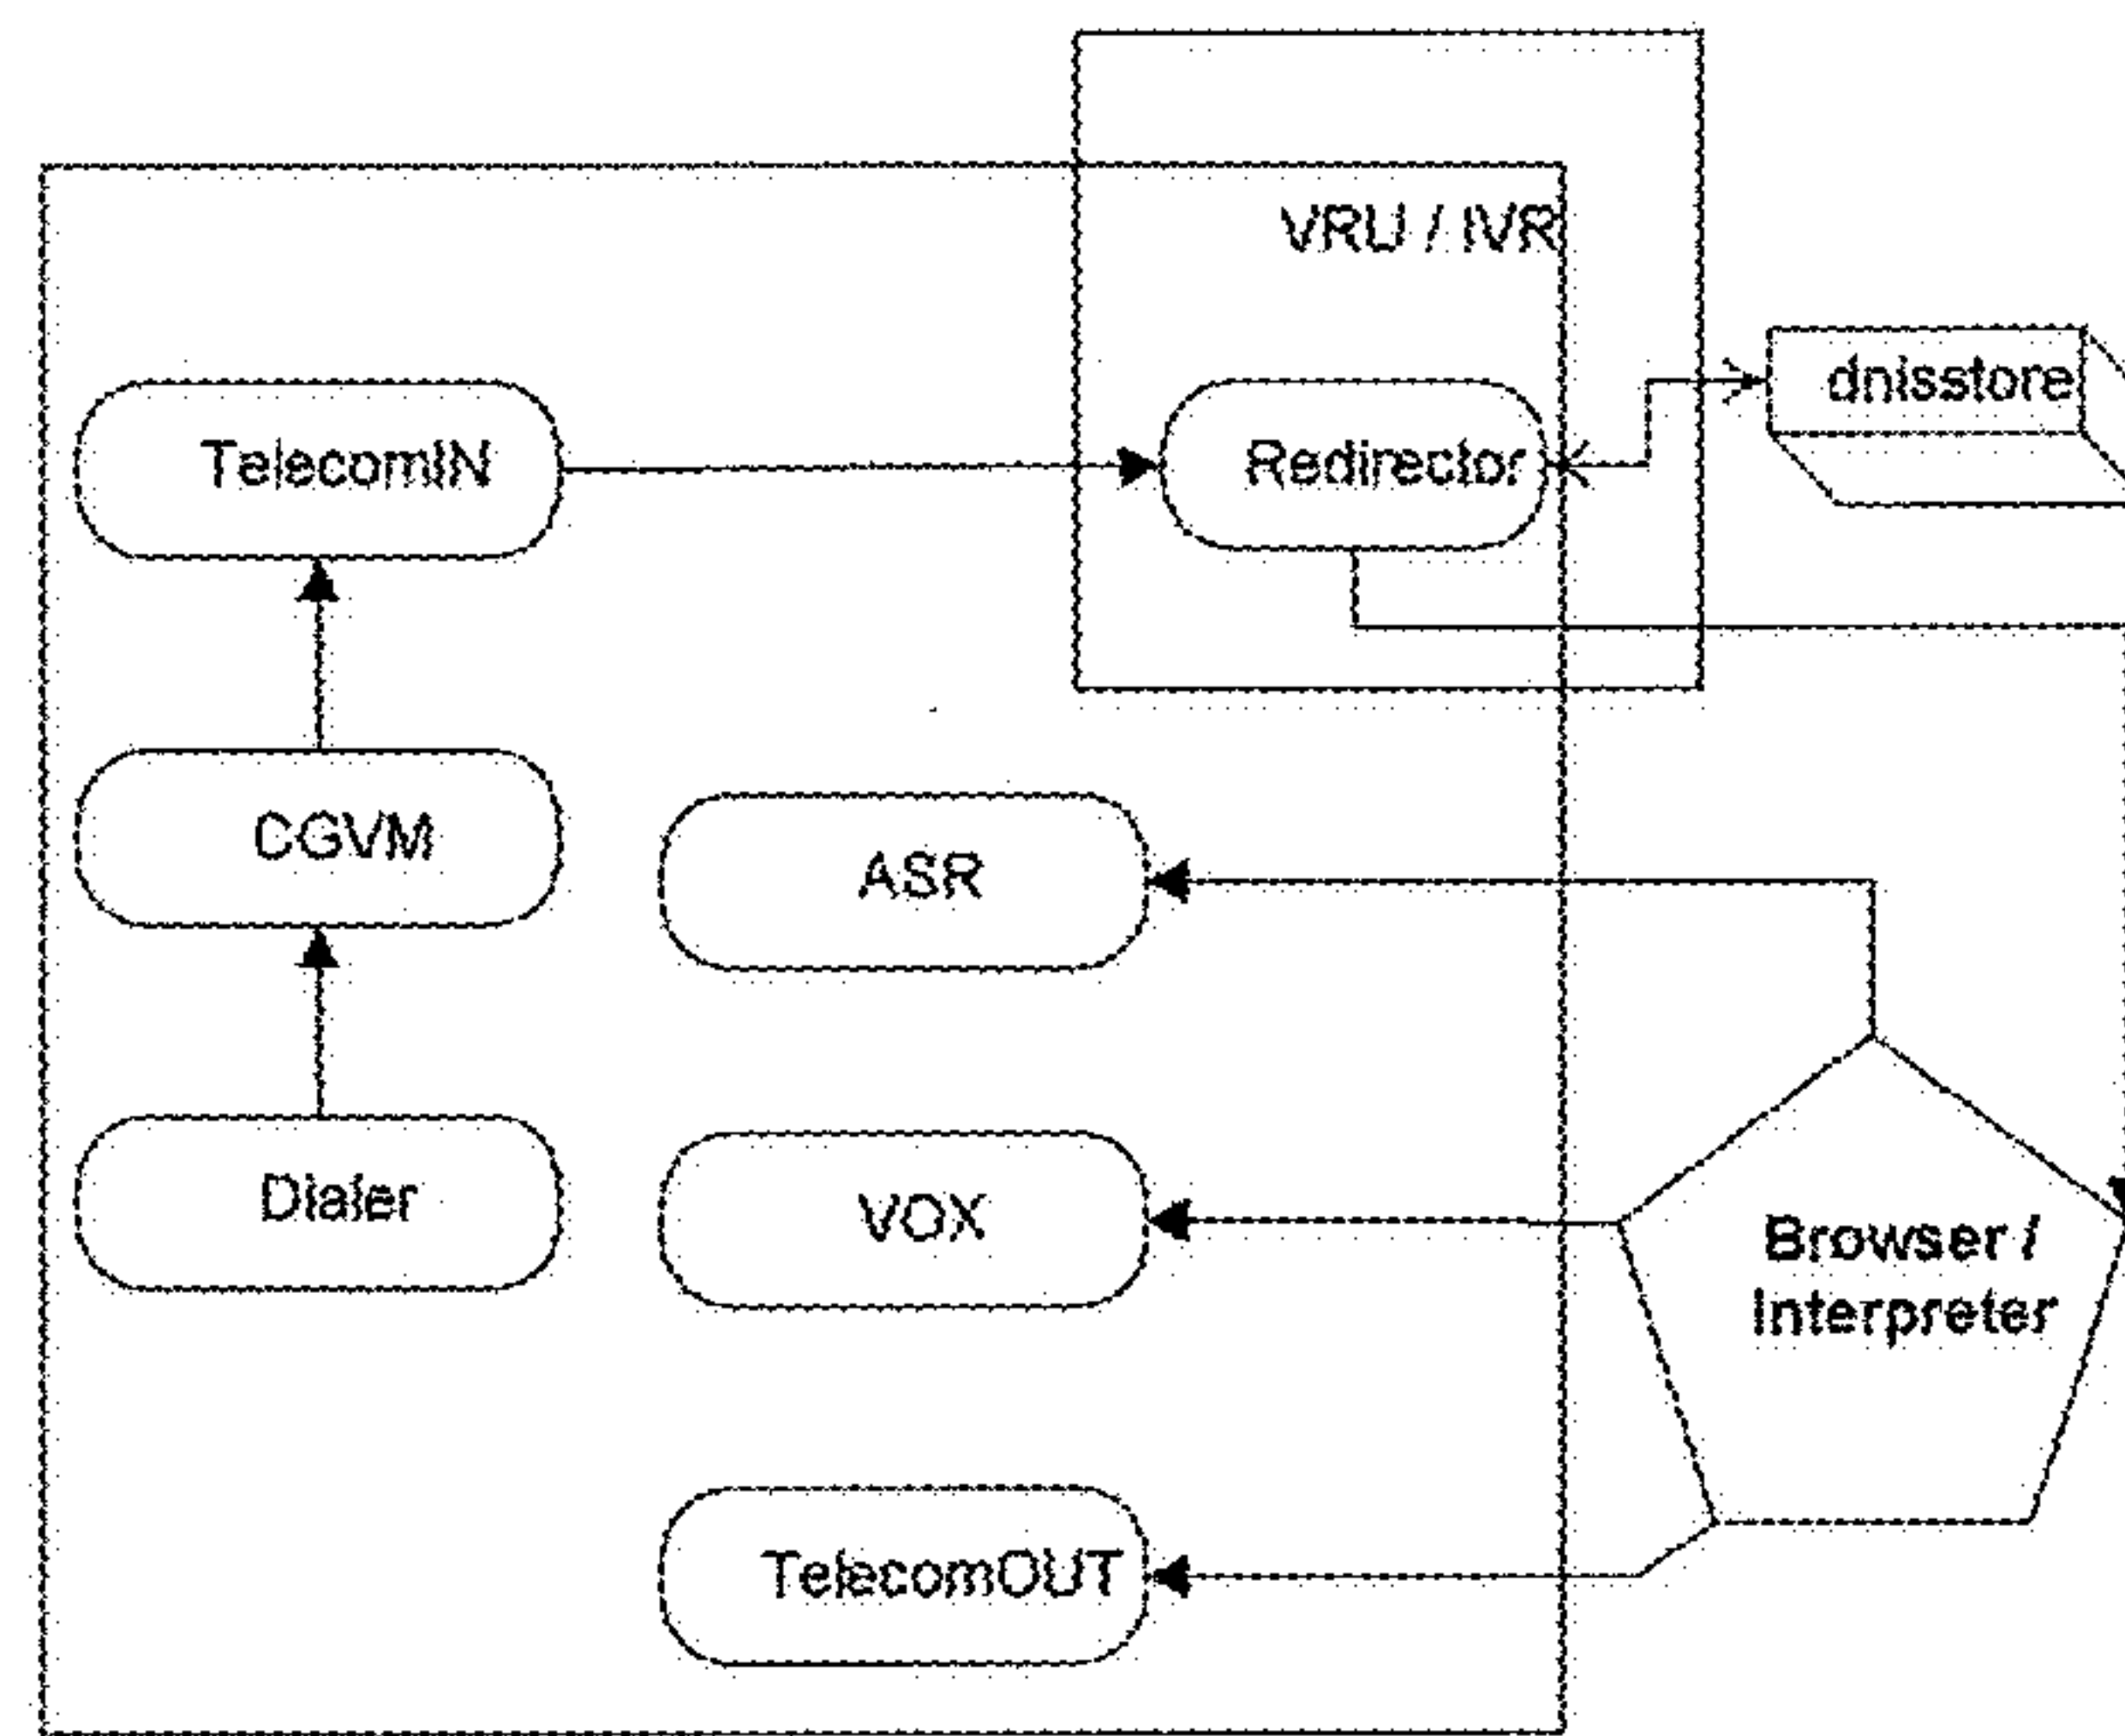 VRU / IVR
dnisstore
TelecomIN
Redirector
CGVM
ASR
Dialer
VOX
Browser /
Interpreter
TelecomOUT